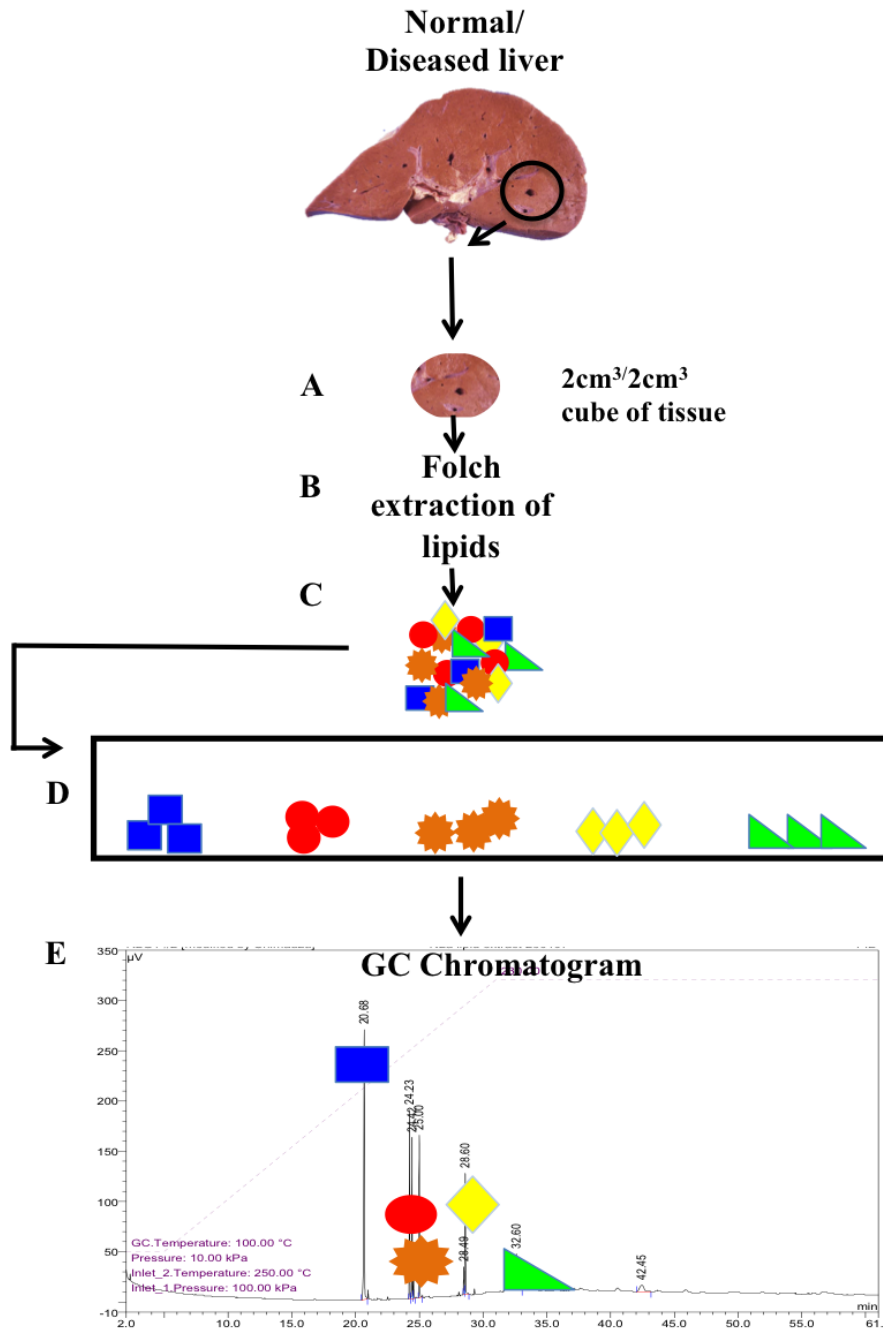 Normal/
Diseased liver
A
2cm³/2cm³
cube of tissue
B
Folch
extraction of
lipids
C
D
E
GC Chromatogram
µV
350
300
250
200
150
100
50
-10
20.68
24.23
24.42
25.00
28.60
28.49
32.60
42.45
GC.Temperature: 100.00 °C
Pressure: 10.00 kPa
Inlet_2.Temperature: 250.00 °C
Inlet_1.Pressure: 100.00 kPa
min
2.0 10.0 15.0 20.0 25.0 30.0 35.0 40.0 45.0 50.0 55.0 61.